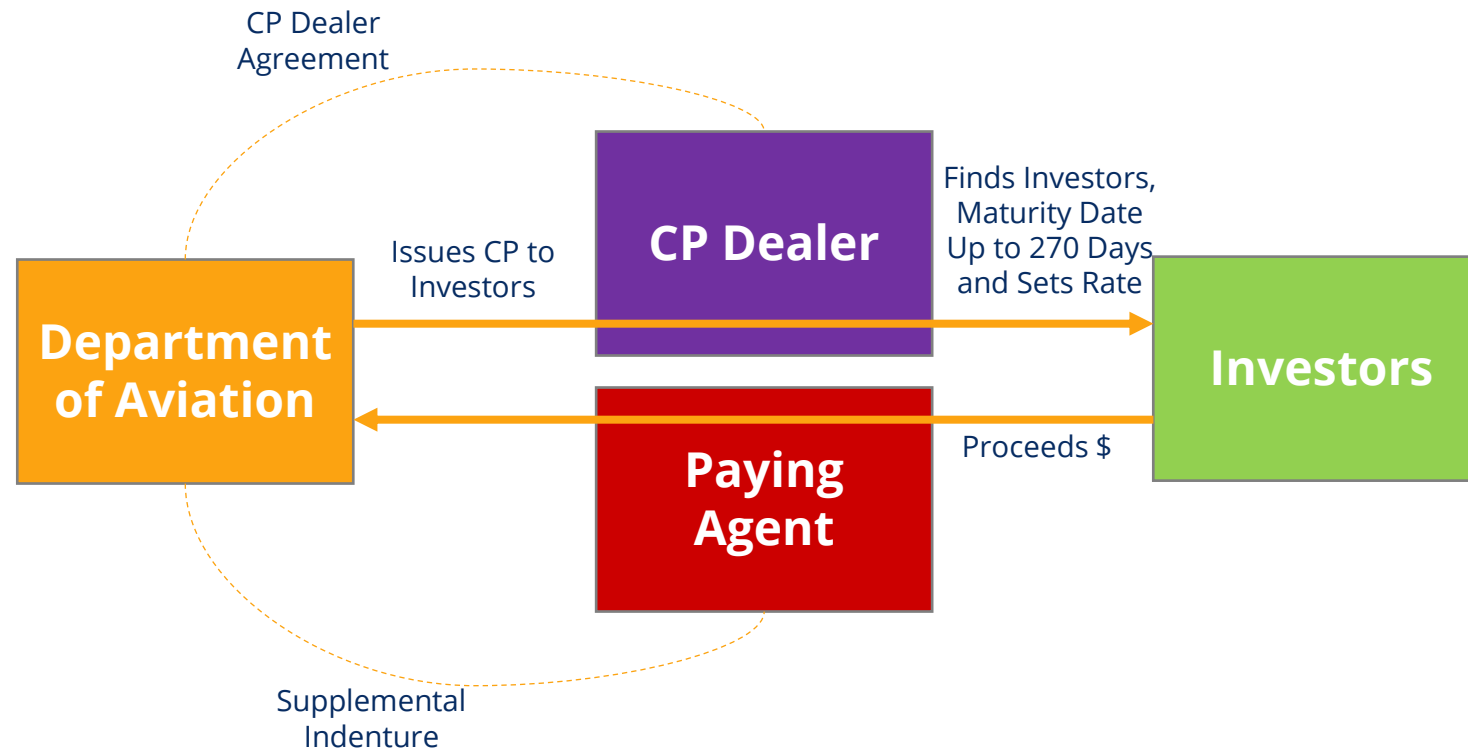 CP Dealer
Agreement
CP Dealer
Finds Investors,
Maturity Date
Up to 270 Days
and Sets Rate
Issues CP to
Investors
Department
of Aviation
Investors
Proceeds $
Paying
Agent
Supplemental
Indenture